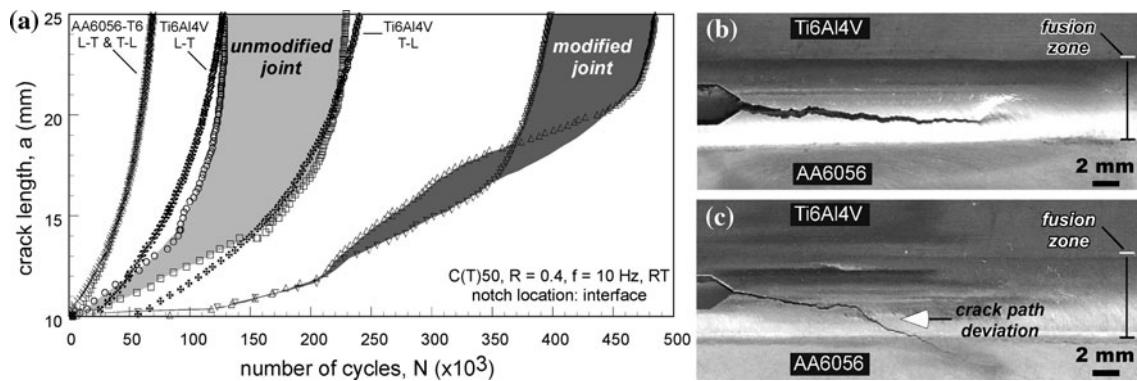 (a)
25
20
15
10
crack length, a (mm)
AA6056-T6
L-T & T-L
Ti6Al4V
L-T
unmodified
joint
Ti6Al4V
T-L
modified
joint
C(T)50, R = 0.4, f = 10 Hz, RT
notch location: interface
0 50 100 150 200 250 300 350 400 450 500
number of cycles, N (x10³)
(b)
Ti6Al4V
fusion
zone
AA6056
2 mm
(c)
Ti6Al4V
fusion
zone
crack path
deviation
AA6056
2 mm